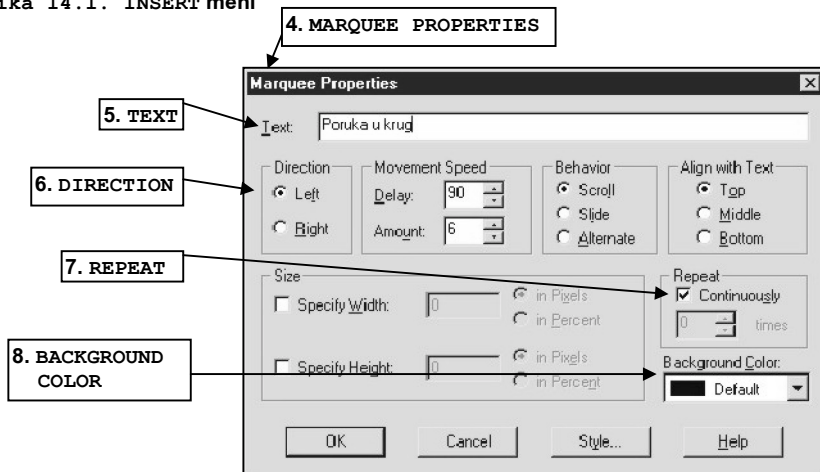 ika 14.1. INSERT meni
4. MARQUEE PROPERTIES
Marquee Properties
5. TEXT
Text: Poruka u krug
6. DIRECTION
Direction
Left
Right
Movement Speed
Delay: 90
Amount: 6
Behavior
Scroll
Slide
Alternate
Align with Text
Top
Middle
Bottom
7. REPEAT
Size
Specify Width: 0
in Pixels
in Percent
Specify Height: 0
in Pixels
in Percent
Repeat
Continuously
0 times
8. BACKGROUND
COLOR
Background Color:
Default
OK Cancel Style... Help